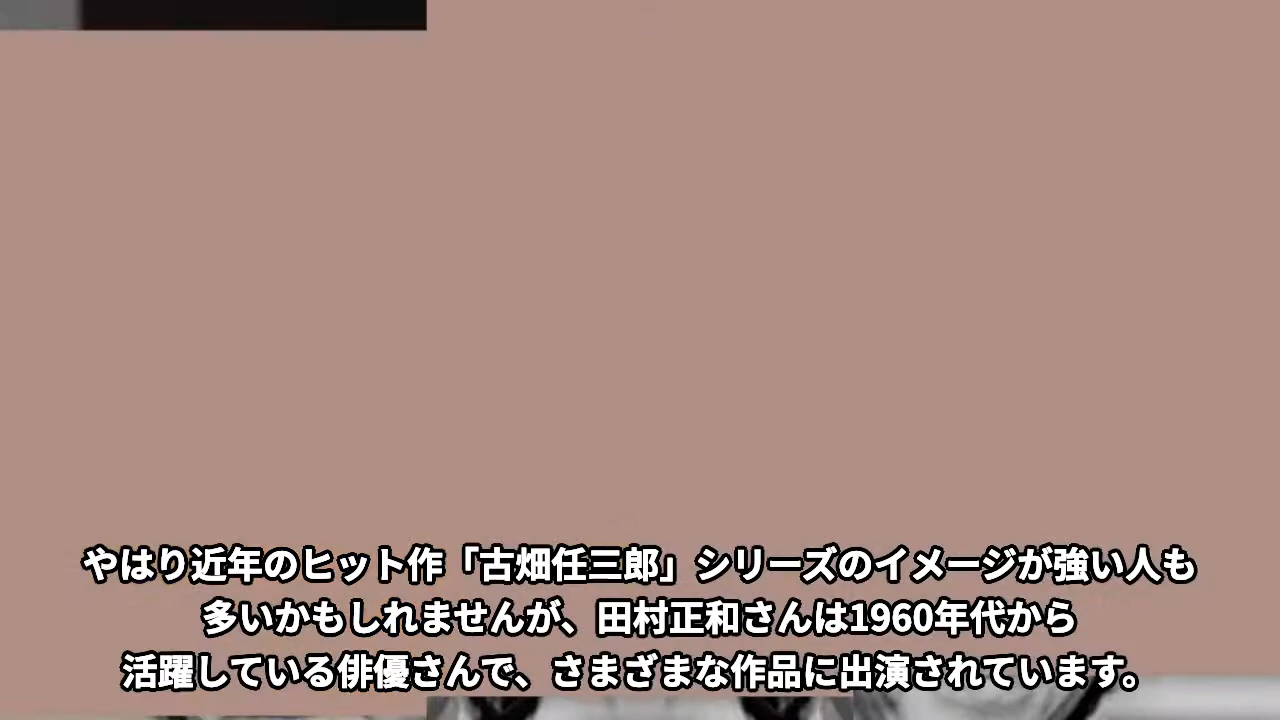 やはり近年のヒット作「古畑任三郎」シリーズのイメージが強い人も
多いかもしれませんが、田村正和さんは1960年代から
活躍している俳優さんで、さまざまな作品に出演されています。